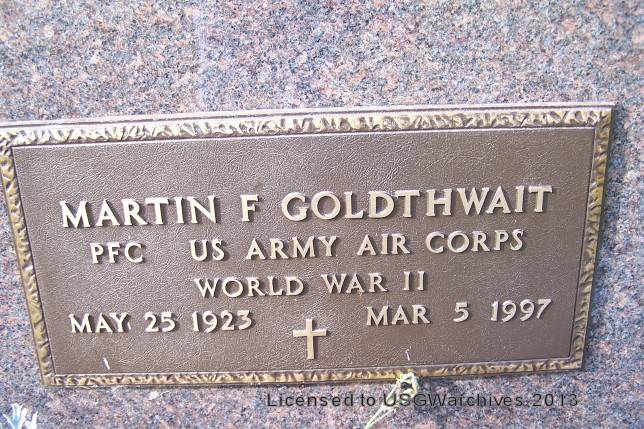 MARTIN F GOLDTHWAIT
PFC US ARMY AIR CORPS
WORLD WAR II
MAY 25 1923 MAR 5 1997
Licensed to USGWarchives.2013